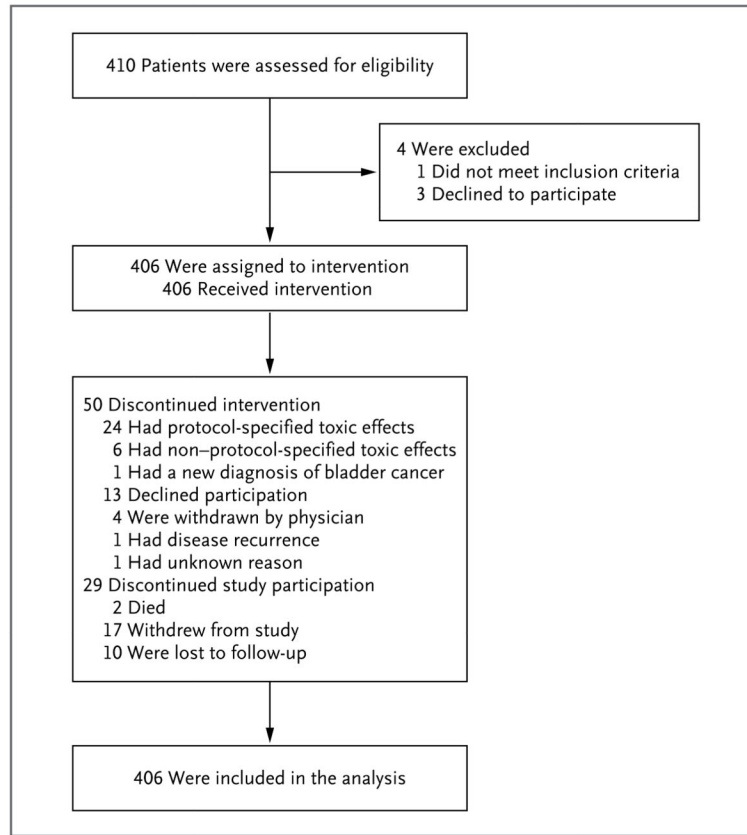 410 Patients were assessed for eligibility
4 Were excluded
1 Did not meet inclusion criteria
3 Declined to participate
406 Were assigned to intervention
406 Received intervention
50 Discontinued intervention
24 Had protocol-specified toxic effects
6 Had non–protocol-specified toxic effects
1 Had a new diagnosis of bladder cancer
13 Declined participation
4 Were withdrawn by physician
1 Had disease recurrence
1 Had unknown reason
29 Discontinued study participation
2 Died
17 Withdrew from study
10 Were lost to follow-up
406 Were included in the analysis